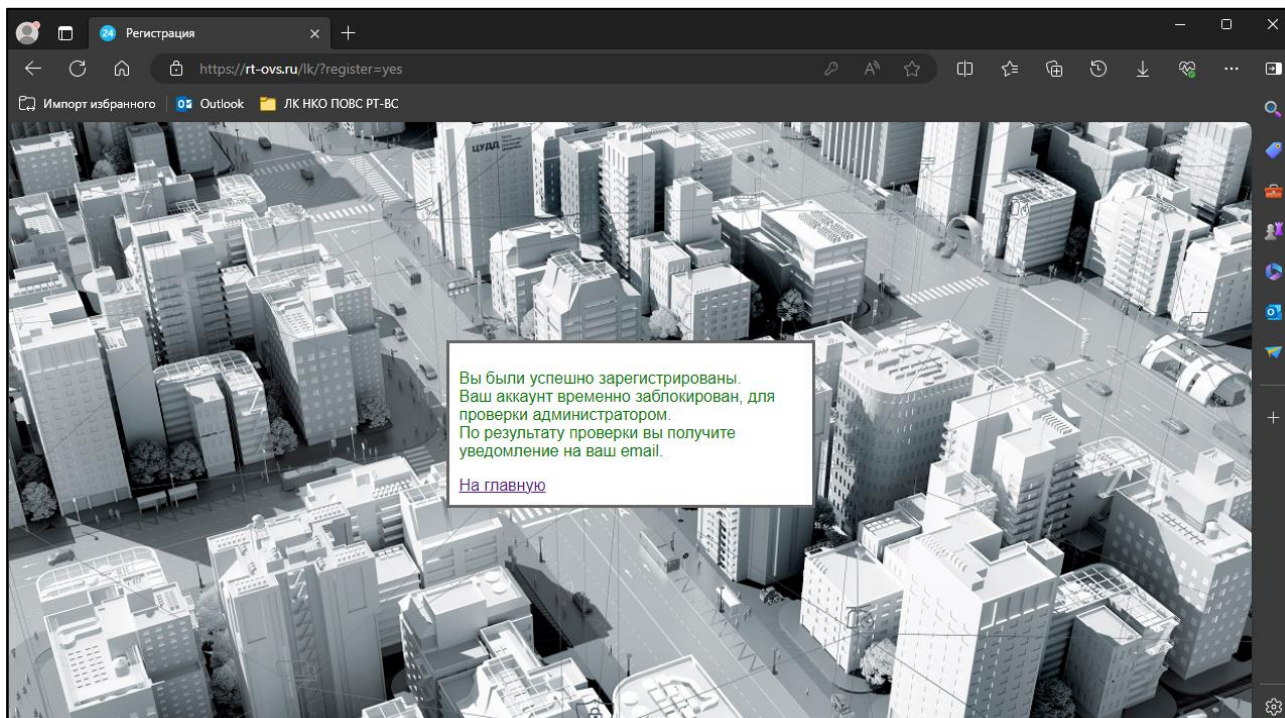 24 Регистрация
https://rt-ovs.ru/lk/?register=yes
Импорт избранного Outlook ЛК НКО ПОВС РТ-ВС
ЦУДД
Вы были успешно зарегистрированы.
Ваш аккаунт временно заблокирован, для
проверки администратором.
По результату проверки вы получите
уведомление на ваш email.
На главную